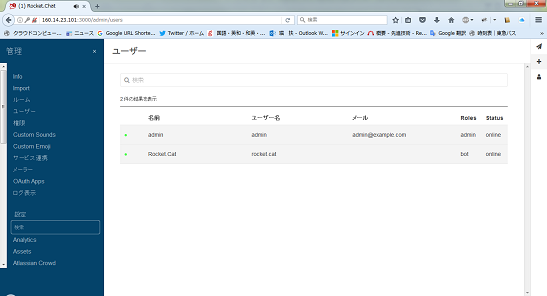 (1) Rocket.Chat
160.14.23.101:3000/admin/users
検索
クラウドコンピュー...
ニュース
Google URL Shorte...
Twitter / ホーム
国語・英和・和英・...
Outlook W...
サインイン
概要 - 先進技術 - Re...
Google 翻訳
時刻表 | 東急バス
管理
ユーザー
Info
Import
ルーム
ユーザー
権限
Custom Sounds
Custom Emoji
サービス連携
メーラー
OAuth Apps
ログ表示
設定
検索
Analytics
Assets
Atlassian Crowd
検索
2 件の結果を表示
名前 ユーザー名 メール Roles Status
admin admin admin@example.com admin online
Rocket.Cat rocket.cat bot online